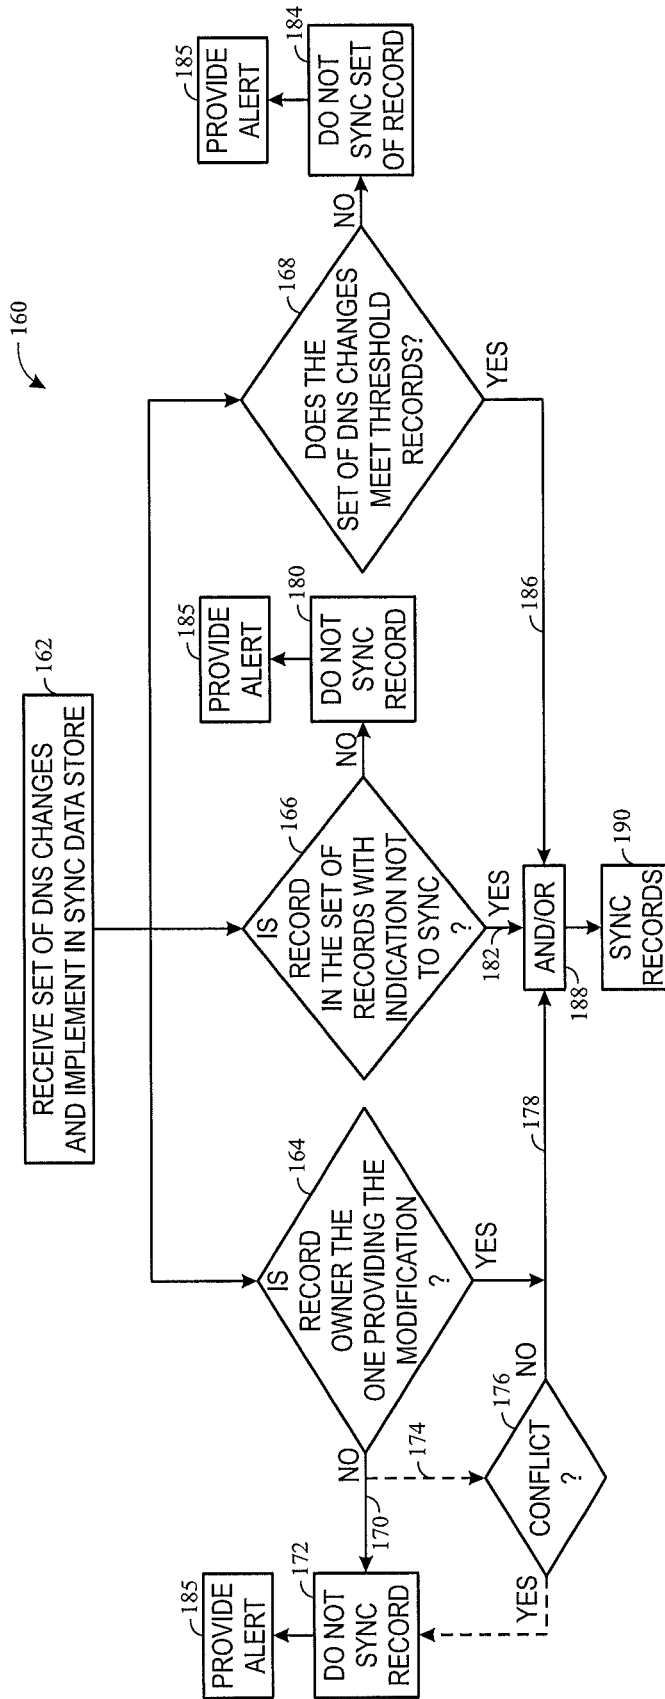 160
162
RECEIVE SET OF DNS CHANGES
AND IMPLEMENT IN SYNC DATA STORE
164
IS
RECORD
OWNER THE
ONE PROVIDING THE
MODIFICATION
?
NO
170
174
YES
185
PROVIDE
ALERT
172
DO NOT
SYNC
RECORD
176
CONFLICT
?
YES
NO
178
166
IS
RECORD
IN THE SET OF
RECORDS WITH
INDICATION NOT
TO SYNC
?
NO
185
PROVIDE
ALERT
180
DO NOT
SYNC
RECORD
182
YES
168
DOES THE
SET OF DNS CHANGES
MEET THRESHOLD
RECORDS?
NO
185
PROVIDE
ALERT
184
DO NOT
SYNC SET
OF RECORD
YES
186
AND/OR
188
190
SYNC
RECORDS